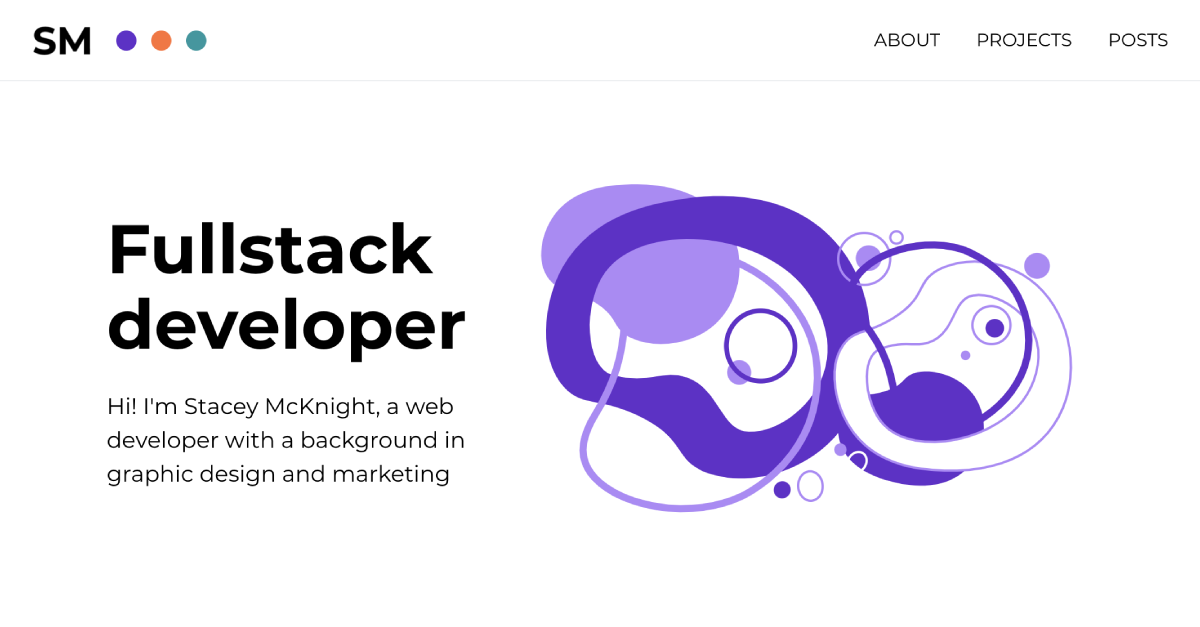 SM
ABOUT PROJECTS POSTS
Fullstack
developer
Hi! I'm Stacey McKnight, a web
developer with a background in
graphic design and marketing